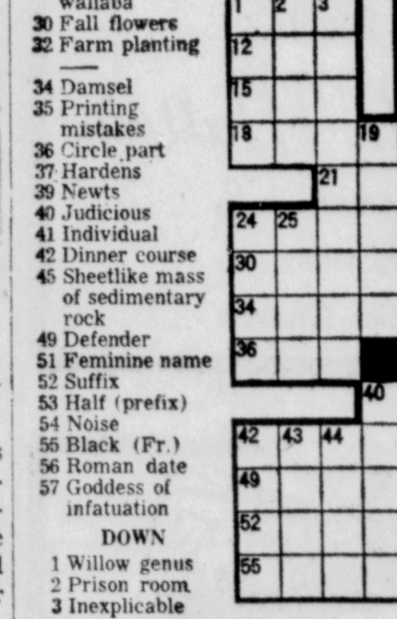 wallaba
30 Fall flowers
32 Farm planting
34 Damsel
35 Printing
mistakes
36 Circle part
37 Hardens
39 Newts
40 Judicious
41 Individual
42 Dinner course
45 Sheetlike mass
of sedimentary
rock
49 Defender
51 Feminine name
52 Suffix
53 Half (prefix)
54 Noise
55 Black (Fr.)
56 Roman date
57 Goddess of
infatuation
DOWN
1 Willow genus
2 Prison room
3 Inexplicable
1 2 3
12
15
18 19
21
24 25
30
34
36
40
42 43 44
49
52
55